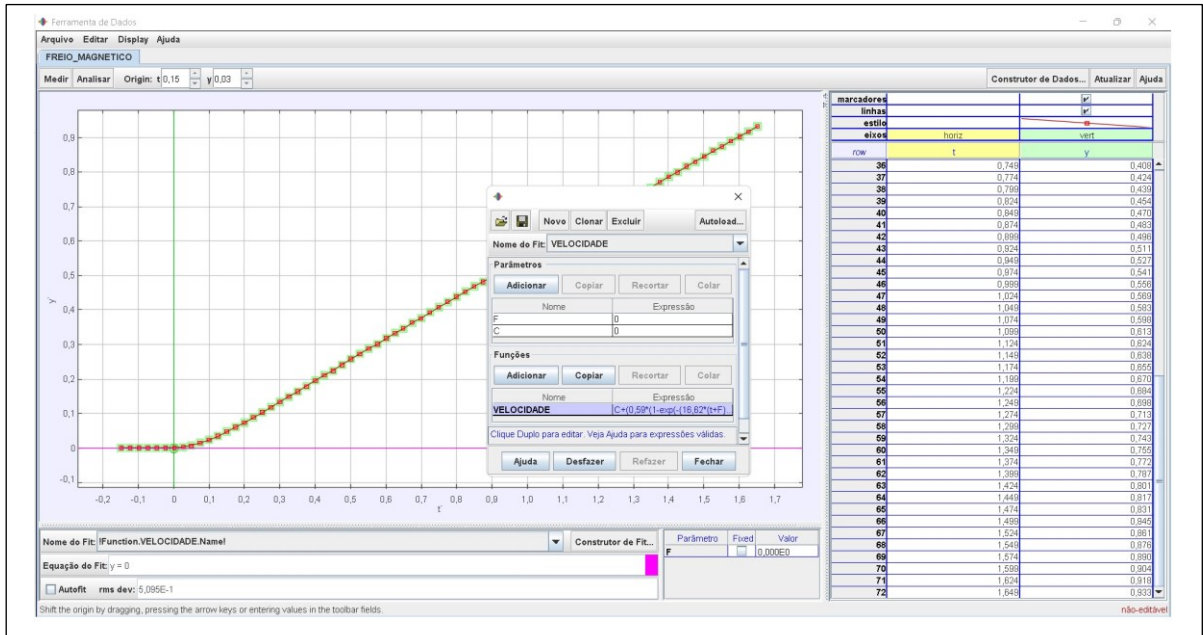 Ferramenta de Dados
Arquivo Editar Display Ajuda
FREIO_MAGNETICO
Medir Analisar Origin: t 0,15 y 0,03 Construtor de Dados... Atualizar Ajuda
marcadores
linhas
estilo
eixos horiz vert
row t y
36 0,749 0,408
37 0,774 0,424
38 0,799 0,439
39 0,824 0,454
40 0,849 0,470
41 0,874 0,483
42 0,899 0,496
43 0,924 0,511
44 0,949 0,527
45 0,974 0,541
46 0,999 0,556
47 1,024 0,569
48 1,049 0,583
49 1,074 0,598
50 1,099 0,613
51 1,124 0,624
52 1,149 0,638
53 1,174 0,655
54 1,199 0,670
55 1,224 0,684
56 1,249 0,698
57 1,274 0,713
58 1,299 0,727
59 1,324 0,743
60 1,349 0,755
61 1,374 0,772
62 1,399 0,787
63 1,424 0,801
64 1,449 0,817
65 1,474 0,831
66 1,499 0,845
67 1,524 0,861
68 1,549 0,876
69 1,574 0,890
70 1,599 0,904
71 1,624 0,918
72 1,649 0,933
0,9
0,8
0,7
0,6
0,5
0,4
0,3
0,2
0,1
0
-0,1
y
-0,2 -0,1 0 0,1 0,2 0,3 0,4 0,5 0,6 0,7 0,8 0,9 1,0 1,1 1,2 1,3 1,4 1,5 1,6 1,7
t
Novo Clonar Excluir Autoload...
Nome do Fit: VELOCIDADE
Parâmetros
Adicionar Copiar Recortar Colar
Nome Expressão
F 0
C 0
Funções
Adicionar Copiar Recortar Colar
Nome Expressão
VELOCIDADE C+(0,59*(1-exp(-(16,62*(t+F)...
Clique Duplo para editar. Veja Ajuda para expressões válidas.
Ajuda Desfazer Refazer Fechar
Nome do Fit: !Function.VELOCIDADE.Name! Construtor de Fit...
Equação do Fit: y = 0
Autofit rms dev: 5,095E-1
Parâmetro Fixed Valor
F 0,000E0
Shift the origin by dragging, pressing the arrow keys or entering values in the toolbar fields. não-editável